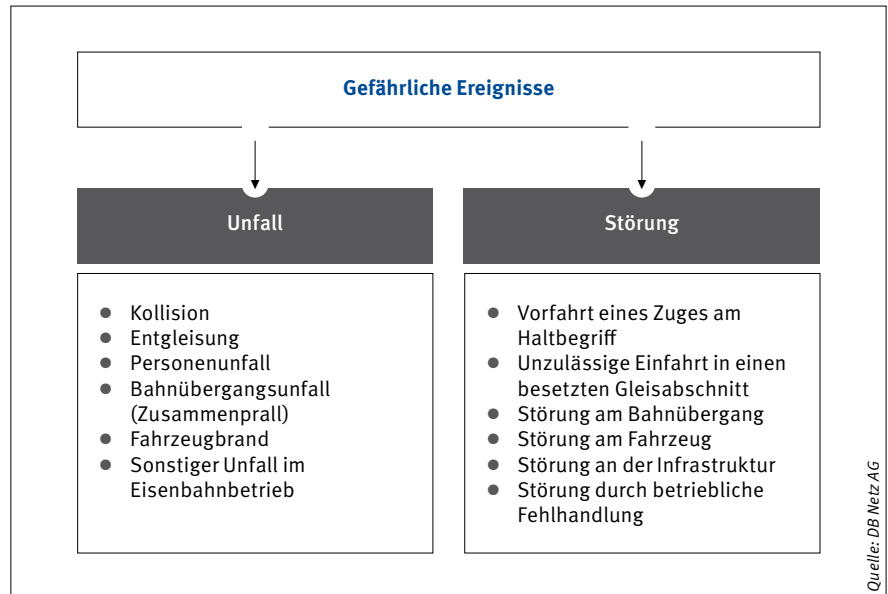 Gefährliche Ereignisse
Unfall
● Kollision
● Entgleisung
● Personenunfall
● Bahnübergangsunfall
(Zusammenprall)
● Fahrzeugbrand
● Sonstiger Unfall im
Eisenbahnbetrieb
Störung
● Vorfahrt eines Zuges am
Haltbegriff
● Unzulässige Einfahrt in einen
besetzten Gleisabschnitt
● Störung am Bahnübergang
● Störung am Fahrzeug
● Störung an der Infrastruktur
● Störung durch betriebliche
Fehlhandlung
Quelle: DB Netz AG